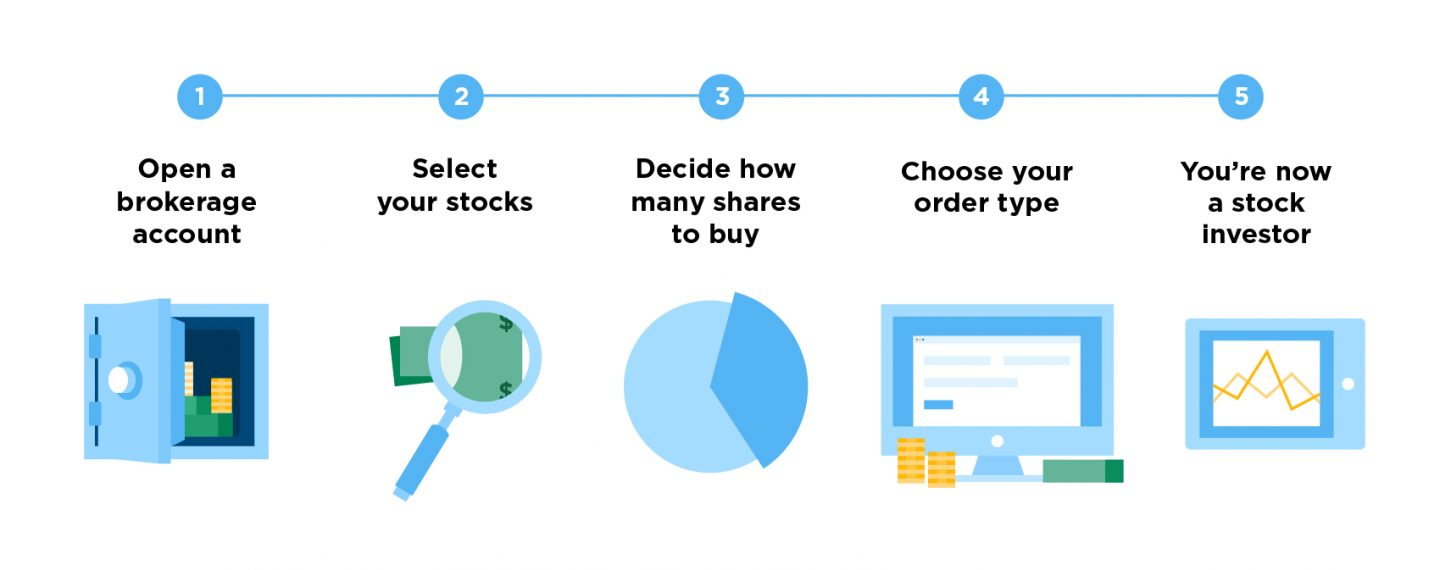 1
2
3
4
5
Open a
brokerage
account
Select
your stocks
Decide how
many shares
to buy
Choose your
order type
You’re now
a stock
investor
$
$